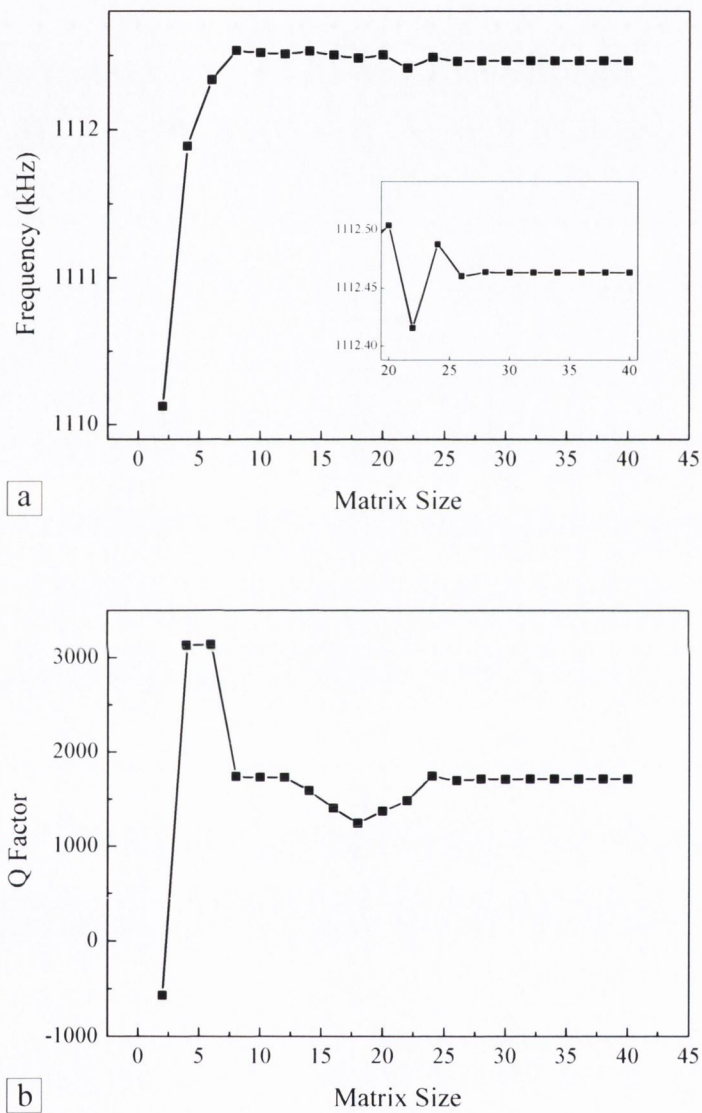 1112
1111
1110
Frequency (kHz)
1112.50
1112.45
1112.40
20 25 30 35 40
0 5 10 15 20 25 30 35 40 45
Matrix Size
a
3000
2000
1000
0
-1000
Q Factor
0 5 10 15 20 25 30 35 40 45
Matrix Size
b